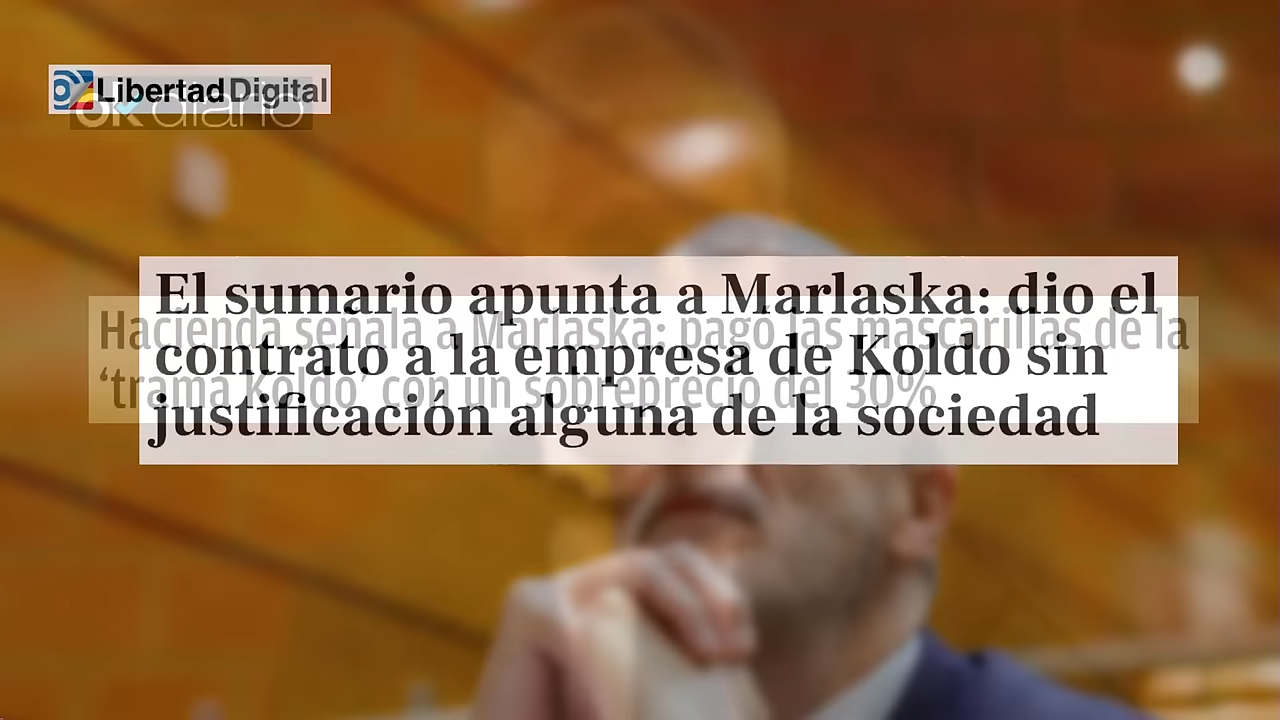 Libertad Digital
okdiario
El sumario apunta a Marlaska: dio el
contrato a la empresa de Koldo sin
justificación alguna de la sociedad
Hacienda señala a Marlaska: pagó las mascarillas de la
‘trama Koldo’ con un sobreprecio del 30%